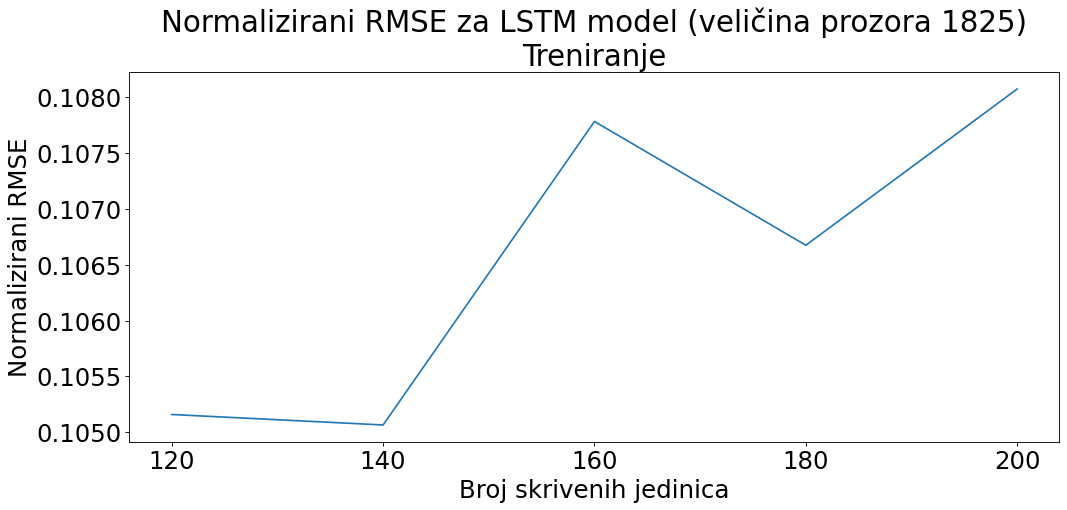 Normalizirani RMSE za LSTM model (veličina prozora 1825)
Treniranje
Normalizirani RMSE
0.1080
0.1075
0.1070
0.1065
0.1060
0.1055
0.1050
120 140 160 180 200
Broj skrivenih jedinica